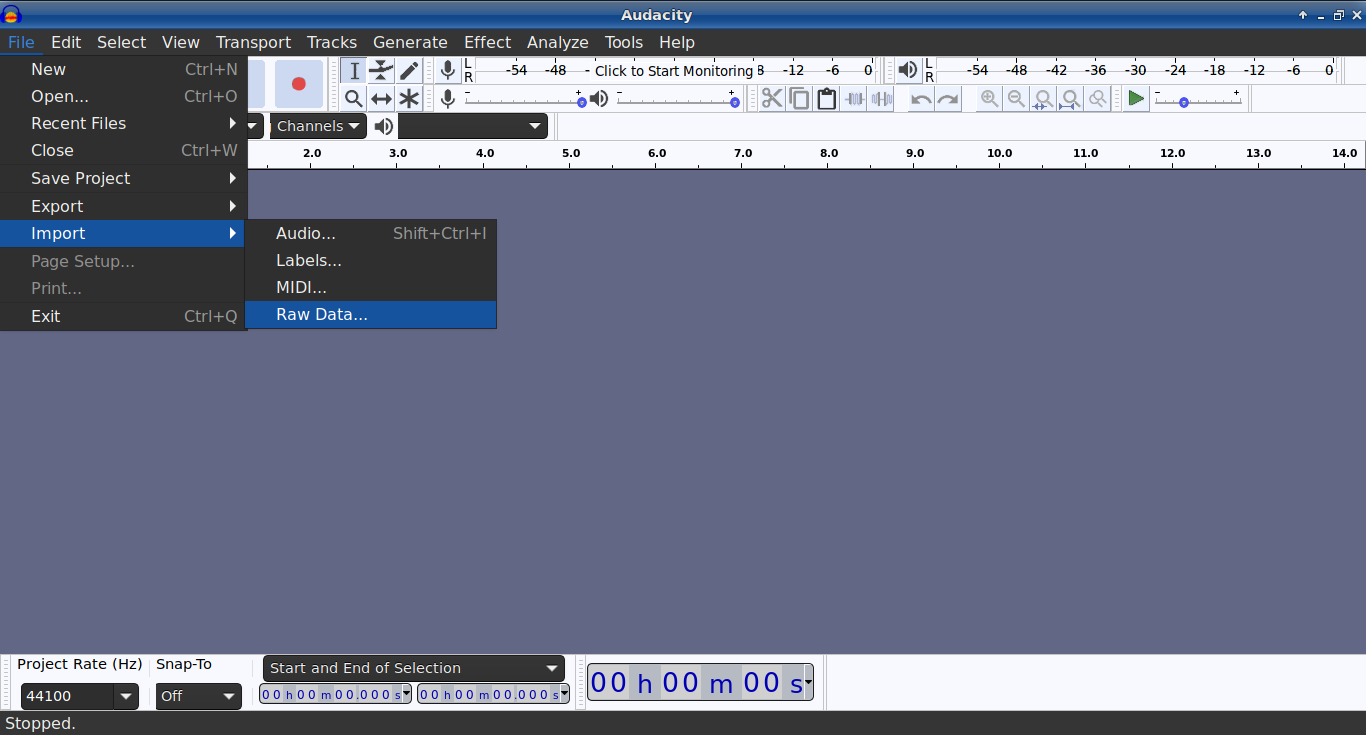 Audacity
File Edit Select View Transport Tracks Generate Effect Analyze Tools Help
New Ctrl+N
Open... Ctrl+O
Recent Files
Close Ctrl+W
Save Project
Export
Import
Page Setup...
Print...
Exit Ctrl+Q
Audio... Shift+Ctrl+I
Labels...
MIDI...
Raw Data...
L
R
-54 -48 - Click to Start Monitoring 8 -12 -6 0
L
R
-54 -48 -42 -36 -30 -24 -18 -12 -6 0
- + - +
- +
Channels
2.0 3.0 4.0 5.0 6.0 7.0 8.0 9.0 10.0 11.0 12.0 13.0 14.0
Project Rate (Hz) Snap-To
Start and End of Selection
44100 Off
00 h 00 m 00.000 s 00 h 00 m 00.000 s
00 h 00 m 00 s
Stopped.